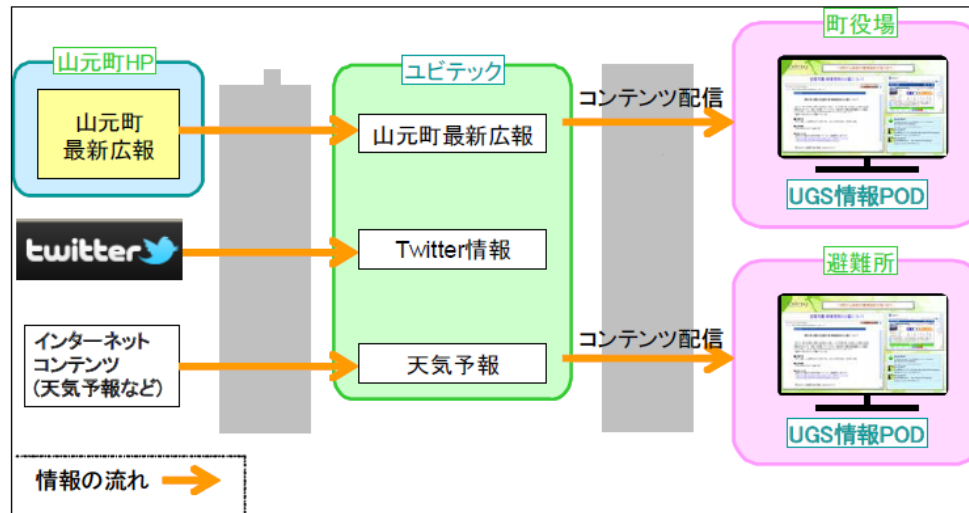 山元町HP
山元町
最新広報
twitter
インターネット
コンテンツ
(天気予報など)
情報の流れ
ユビテック
山元町最新広報
Twitter情報
天気予報
コンテンツ配信
コンテンツ配信
町役場
UGS情報POD
避難所
UGS情報POD